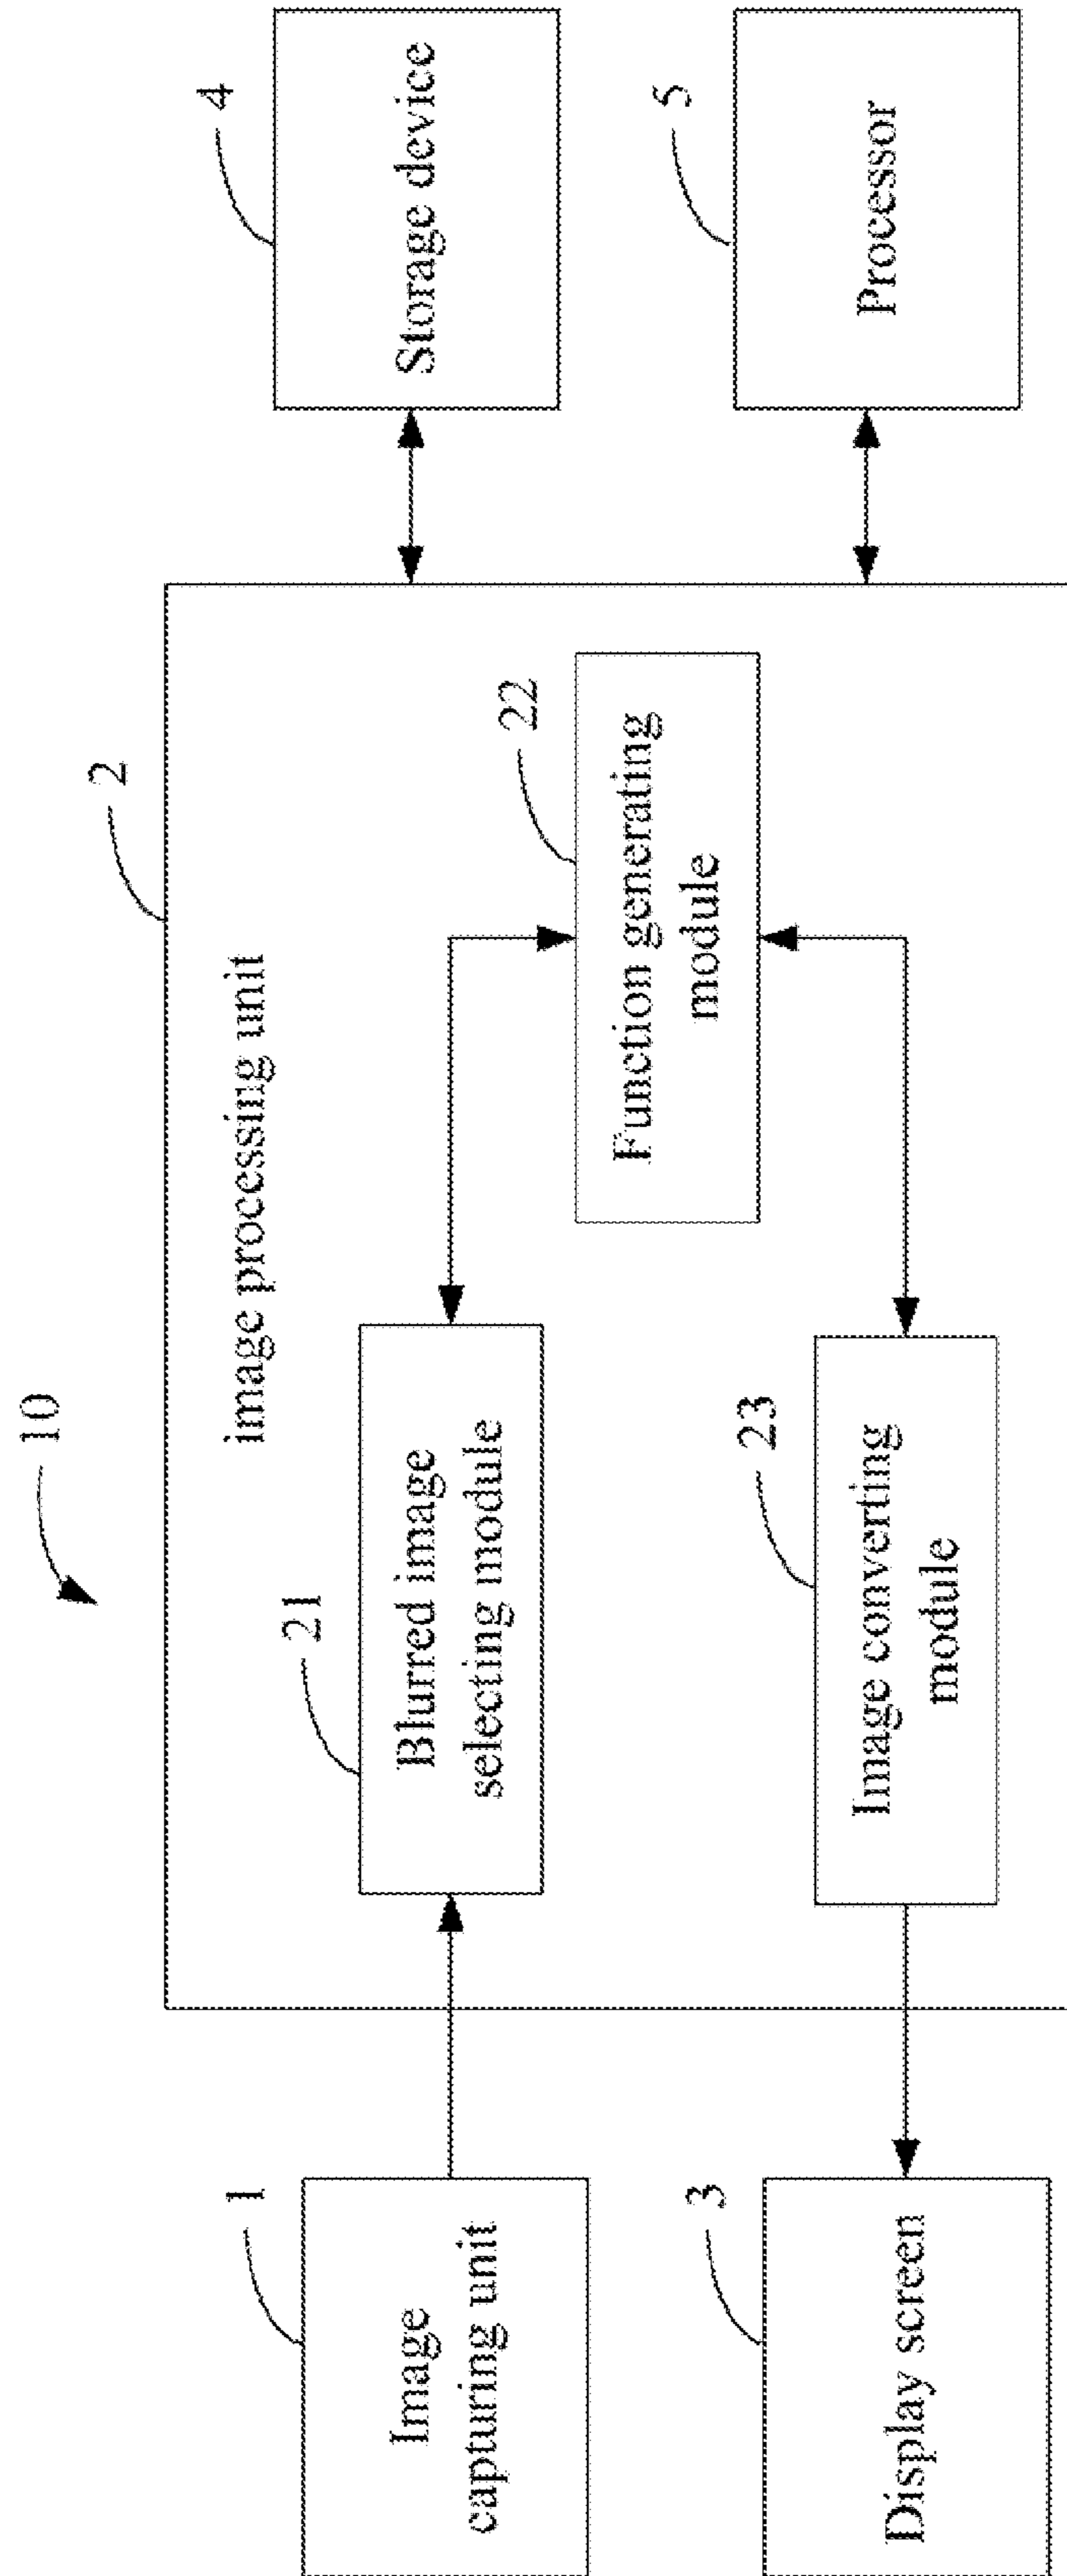 10
2
image processing unit
1
Image
capturing unit
21
Blurred image
selecting module
22
Function generating
module
4
Storage device
3
Display screen
23
Image converting
module
5
Processor